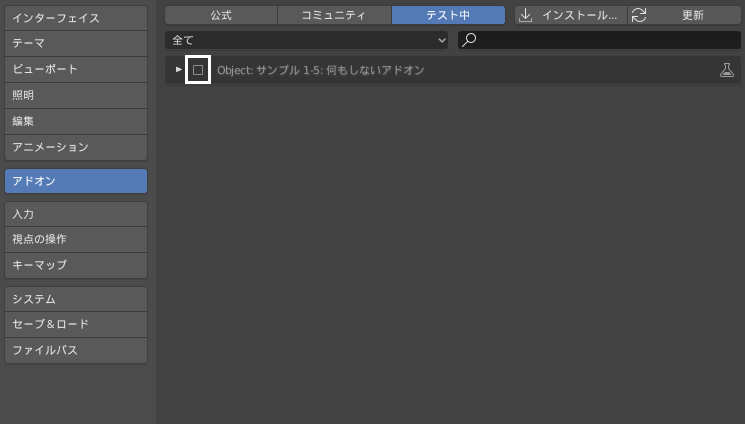 インターフェイス
テーマ
ビューポート
照明
編集
アニメーション
アドオン
入力
視点の操作
キーマップ
システム
セーブ＆ロード
ファイルパス
公式 コミュニティ テスト中 インストール... 更新
全て
Object: サンプル 1-5: 何もしないアドオン